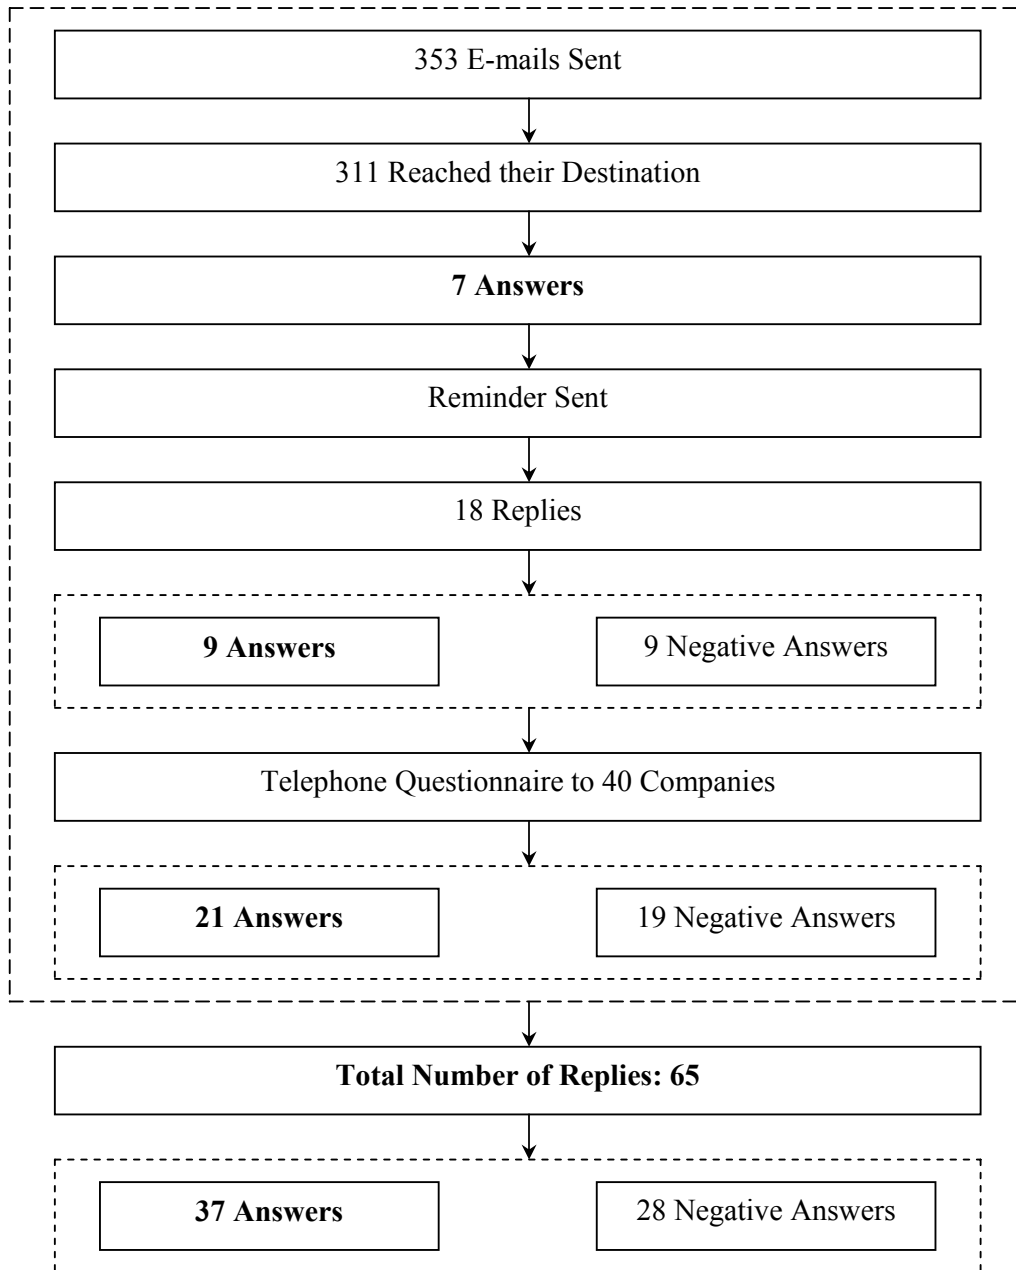 353 E-mails Sent
311 Reached their Destination
7 Answers
Reminder Sent
18 Replies
9 Answers
9 Negative Answers
Telephone Questionnaire to 40 Companies
21 Answers
19 Negative Answers
Total Number of Replies: 65
37 Answers
28 Negative Answers